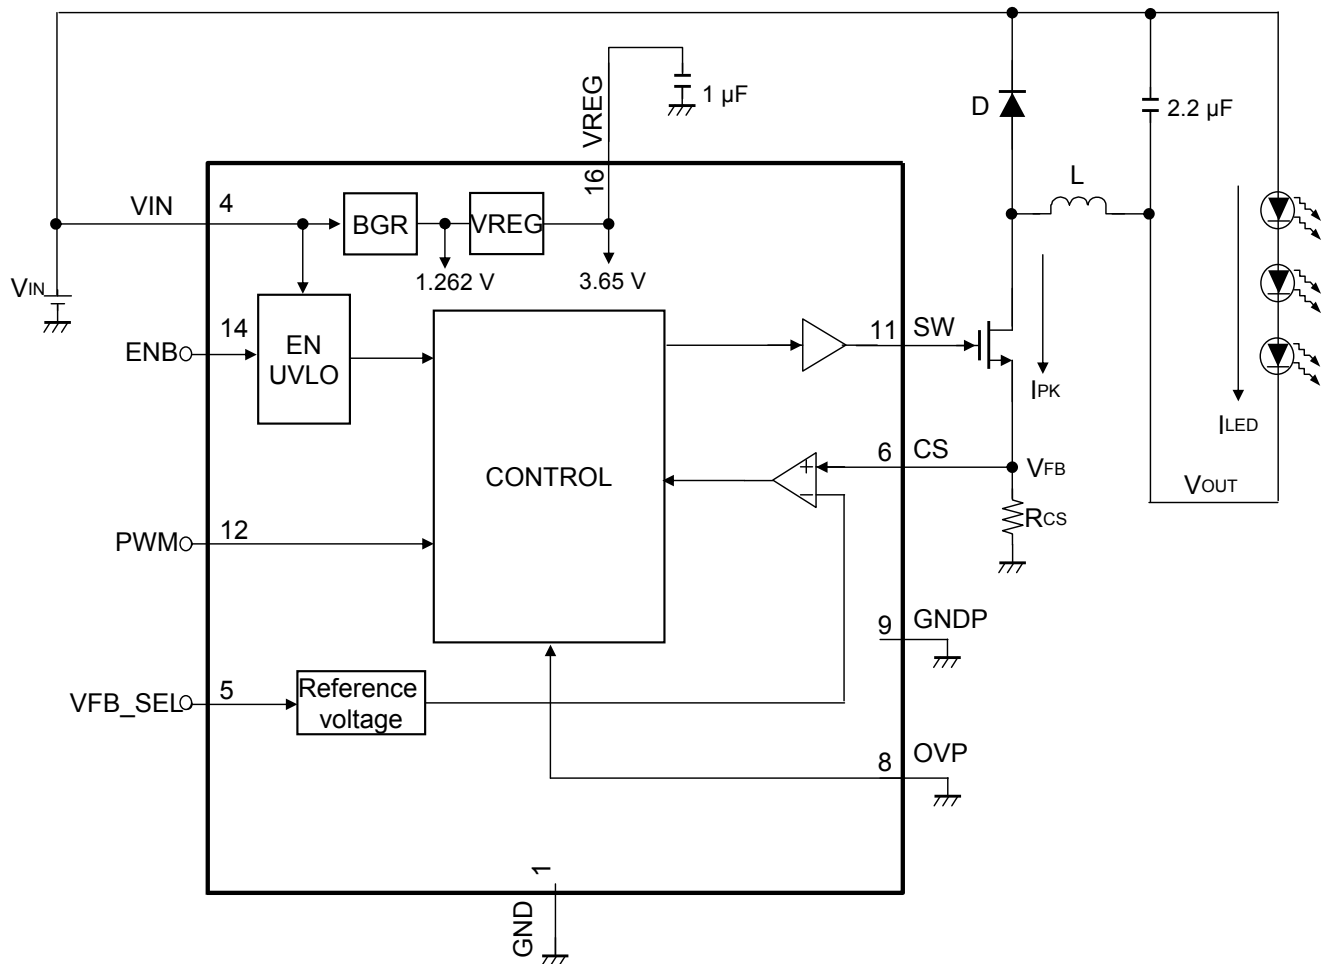 VREG
1 µF
D
2.2 µF
16
L
VIN
4
BGR
VREG
1.262 V
3.65 V
VIN
14
ENB
EN
UVLO
11
SW
IPK
ILED
CONTROL
6
CS
VFB
VOUT
RCS
12
PWM
9
GNDP
5
VFB_SEL
Reference
voltage
8
OVP
1
GND